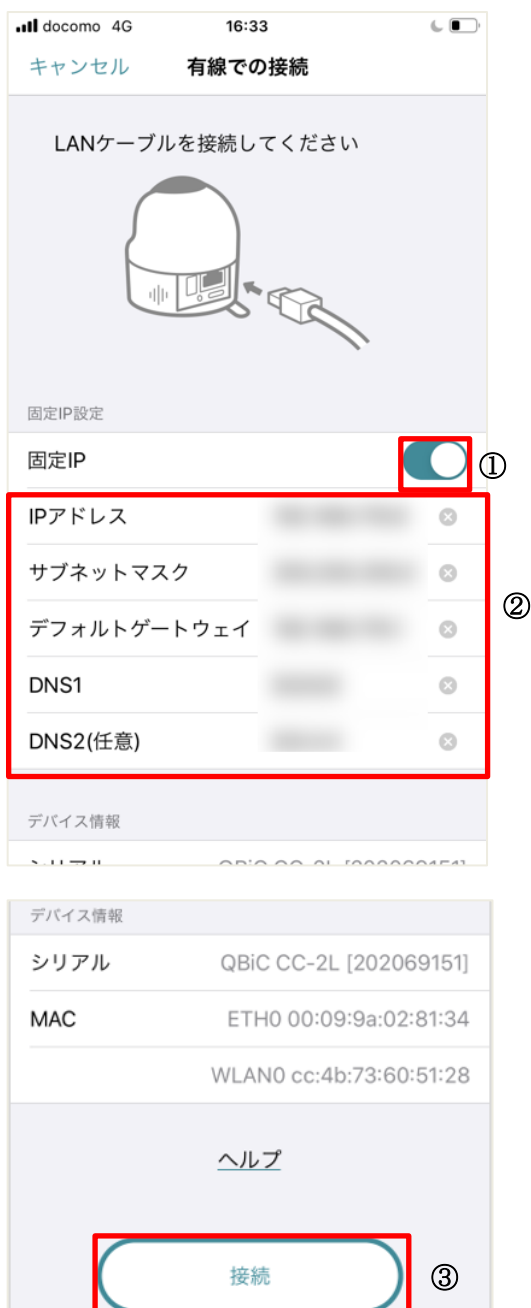 docomo 4G 16:33
キャンセル 有線での接続
LANケーブルを接続してください
固定IP設定
固定IP ①
IPアドレス
サブネットマスク
②
デフォルトゲートウェイ
DNS1
DNS2(任意)
デバイス情報
デバイス情報
シリアル QBiC CC-2L [202069151]
MAC ETH0 00:09:9a:02:81:34
WLAN0 cc:4b:73:60:51:28
ヘルプ
接続 ③